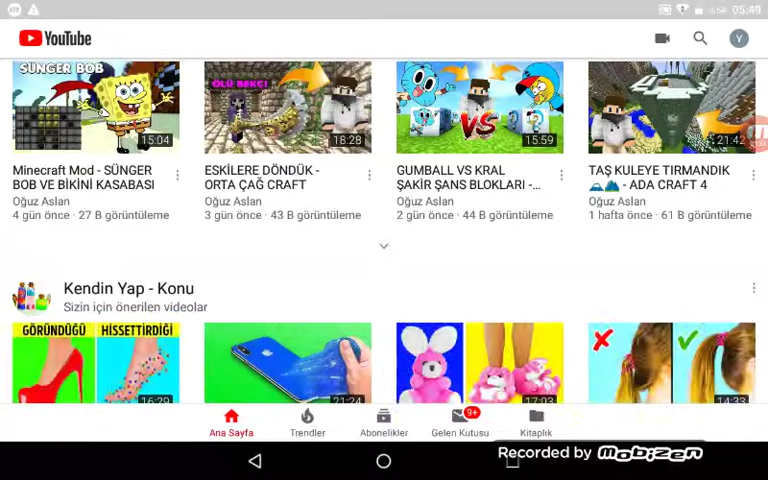 05:49
YouTube
Y
SÜNGER BOB
15:04
ÖLÜ BEKÇİ
18:28
VS
15:59
21:42
Minecraft Mod - SÜNGER
BOB VE BİKİNİ KASABASI
Oğuz Aslan
4 gün önce • 27 B görüntüleme
ESKİLERE DÖNDÜK -
ORTA ÇAĞ CRAFT
Oğuz Aslan
3 gün önce • 43 B görüntüleme
GUMBALL VS KRAL
ŞAKİR ŞANS BLOKLARI -...
Oğuz Aslan
2 gün önce • 44 B görüntüleme
TAŞ KULEYE TIRMANDIK
- ADA CRAFT 4
Oğuz Aslan
1 hafta önce • 61 B görüntüleme
Kendin Yap - Konu
Sizin için önerilen videolar
GÖRÜNDÜĞÜ
HİSSETTİRDİĞİ
16:29
21:24
17:03
14:33
Ana Sayfa
Trendler
Abonelikler
9+
Gelen Kutusu
Kitaplık
Recorded by Mobizen